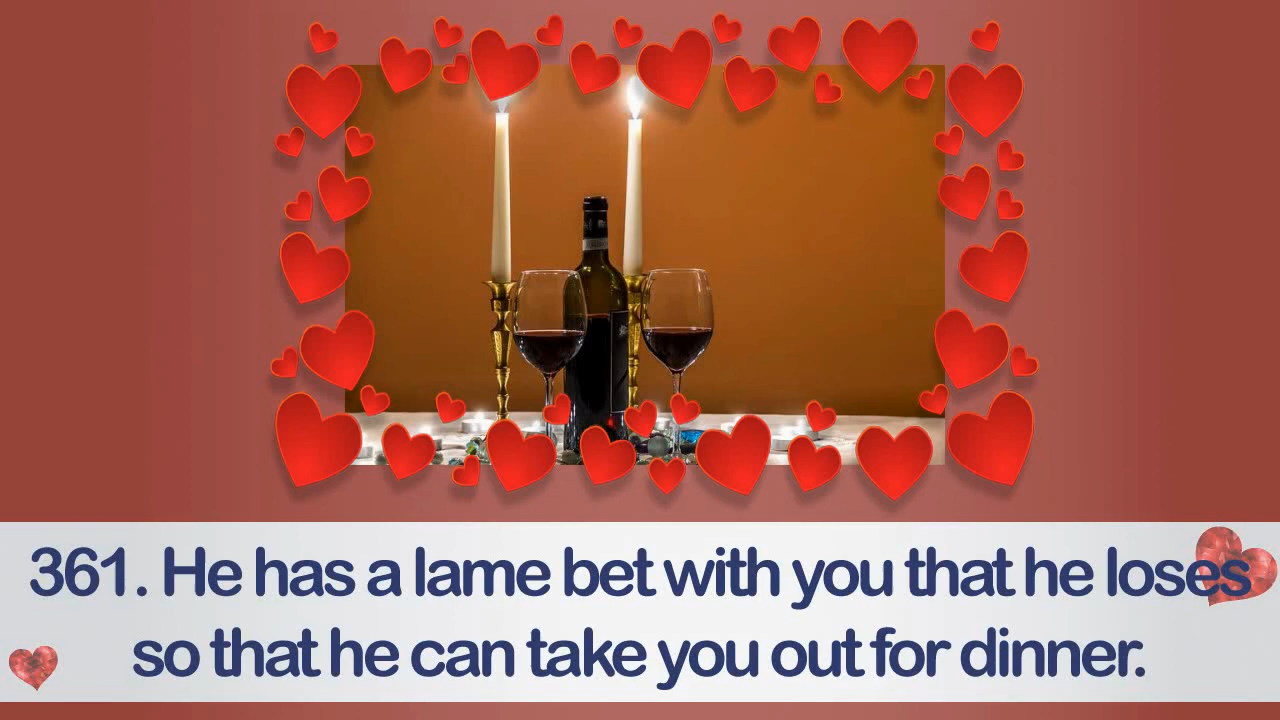 361. He has a lame bet with you that he loses
so that he can take you out for dinner.